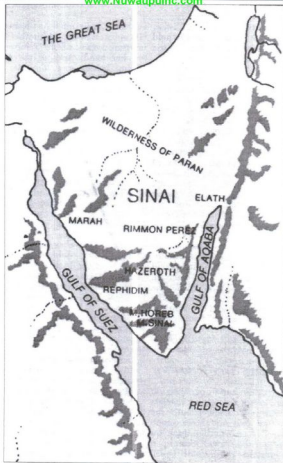 www.Nuwaupuinc.com
THE GREAT SEA
WILDERNESS OF PARAN
SINAI
ELATH
MARAH
RIMMON PEREZ
HAZEROTH
GULF OF AQABA
REPHIDIM
GULF OF SUEZ
M.HOREB
M.SINAI
RED SEA